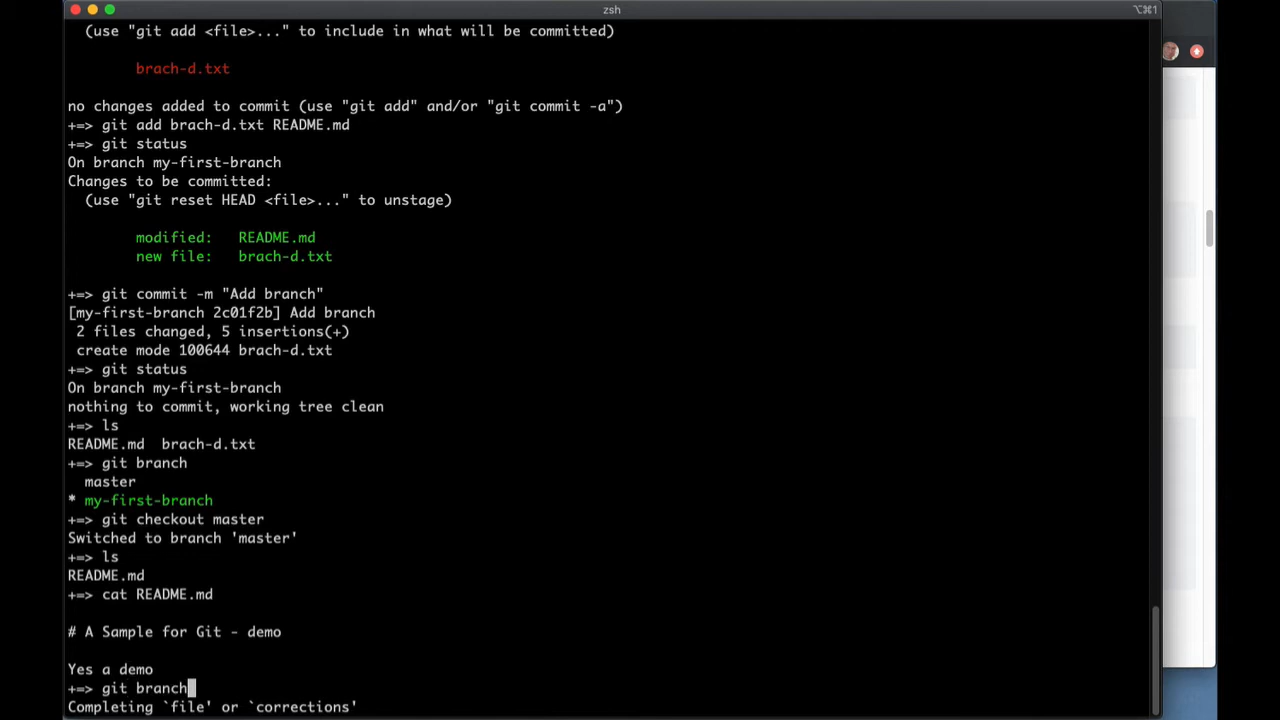 zsh
⌥⌘1
(use "git add <file>..." to include in what will be committed)
brach-d.txt
no changes added to commit (use "git add" and/or "git commit -a")
+=> git add brach-d.txt README.md
+=> git status
On branch my-first-branch
Changes to be committed:
(use "git reset HEAD <file>..." to unstage)
modified:   README.md
new file:   brach-d.txt
+=> git commit -m "Add branch"
[my-first-branch 2c01f2b] Add branch
2 files changed, 5 insertions(+)
create mode 100644 brach-d.txt
+=> git status
On branch my-first-branch
nothing to commit, working tree clean
+=> ls
README.md  brach-d.txt
+=> git branch
master
* my-first-branch
+=> git checkout master
Switched to branch 'master'
+=> ls
README.md
+=> cat README.md
# A Sample for Git - demo
Yes a demo
+=> git branch
Completing `file' or `corrections'